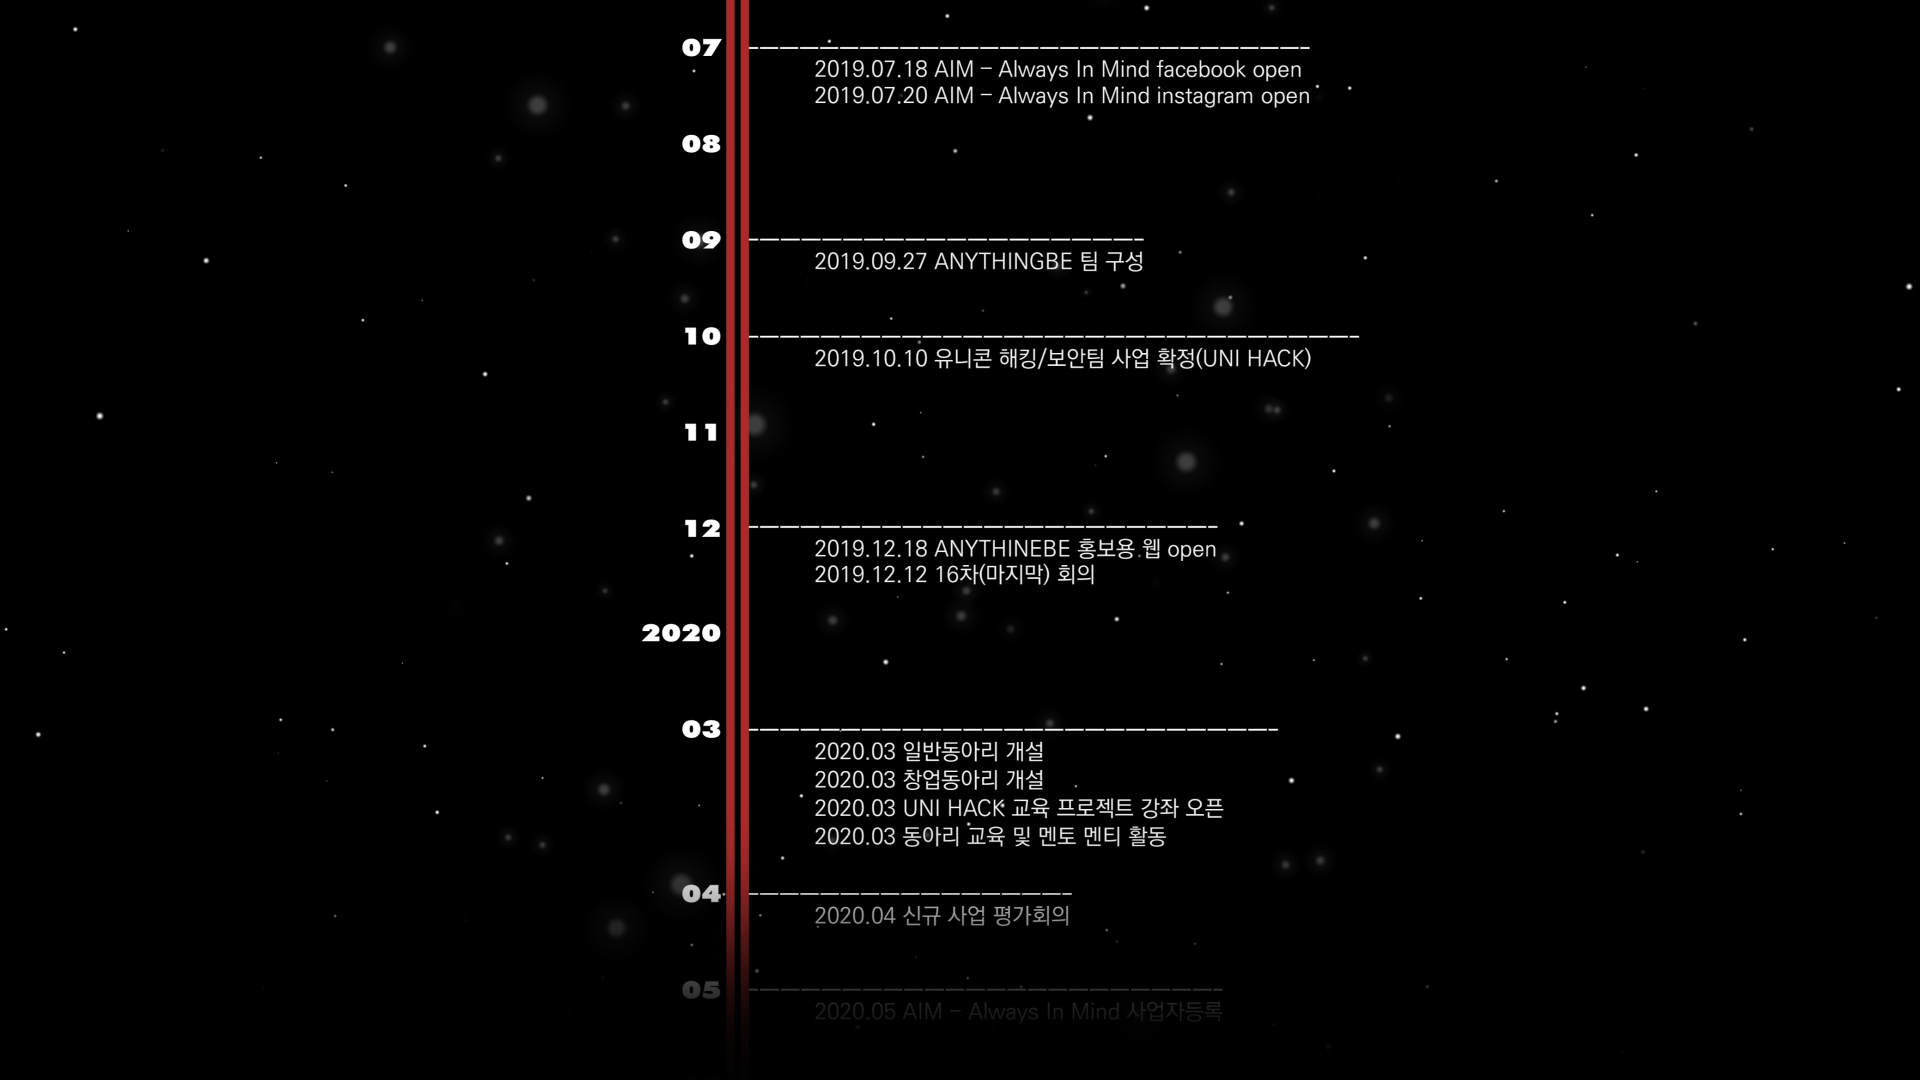 07
2019.07.18 AIM – Always In Mind facebook open
2019.07.20 AIM – Always In Mind instagram open
08
09
2019.09.27 ANYTHINGBE 팀 구성
10
2019.10.10 유니콘 해킹/보안팀 사업 확정(UNI HACK)
11
12
2019.12.18 ANYTHINEBE 홍보용 웹 open
2019.12.12 16차(마지막) 회의
2020
03
2020.03 일반동아리 개설
2020.03 창업동아리 개설
2020.03 UNI HACK 교육 프로젝트 강좌 오픈
2020.03 동아리 교육 및 멘토 멘티 활동
04
2020.04 신규 사업 평가회의
05
2020.05 AIM – Always In Mind 사업자등록